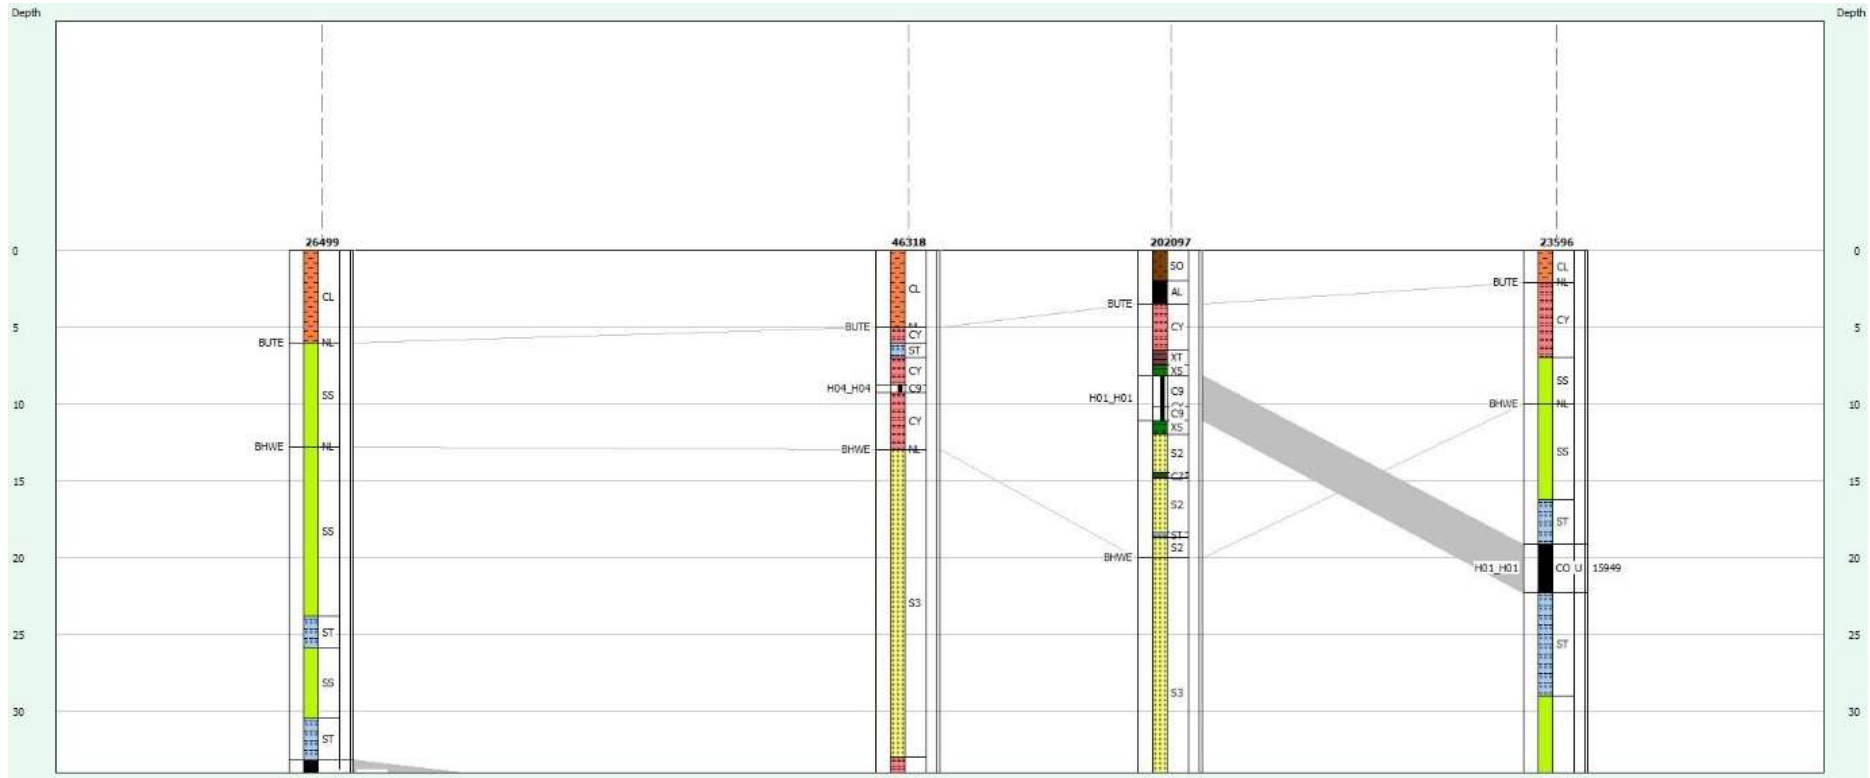 Depth Depth
26499 46318 202097 23596
0 0
SO
CL
CL
CL
NL
BUTE
AL
BUTE
CY
CY
BUTE
5 5
CY
BUTE
NL
ST
XT
CY
XS
SS
H04_H04
C9
C9
H01_H01
SS
10 10
BHWE
NL
C9
CY
XS
BHWE
NL
BHWE
NL
S2
SS
15 15
S2
ST
SS
ST
S2
20 20
BHWE
H01_H01
CO U 15949
S3
25 25
ST
ST
SS
S3
30 30
ST